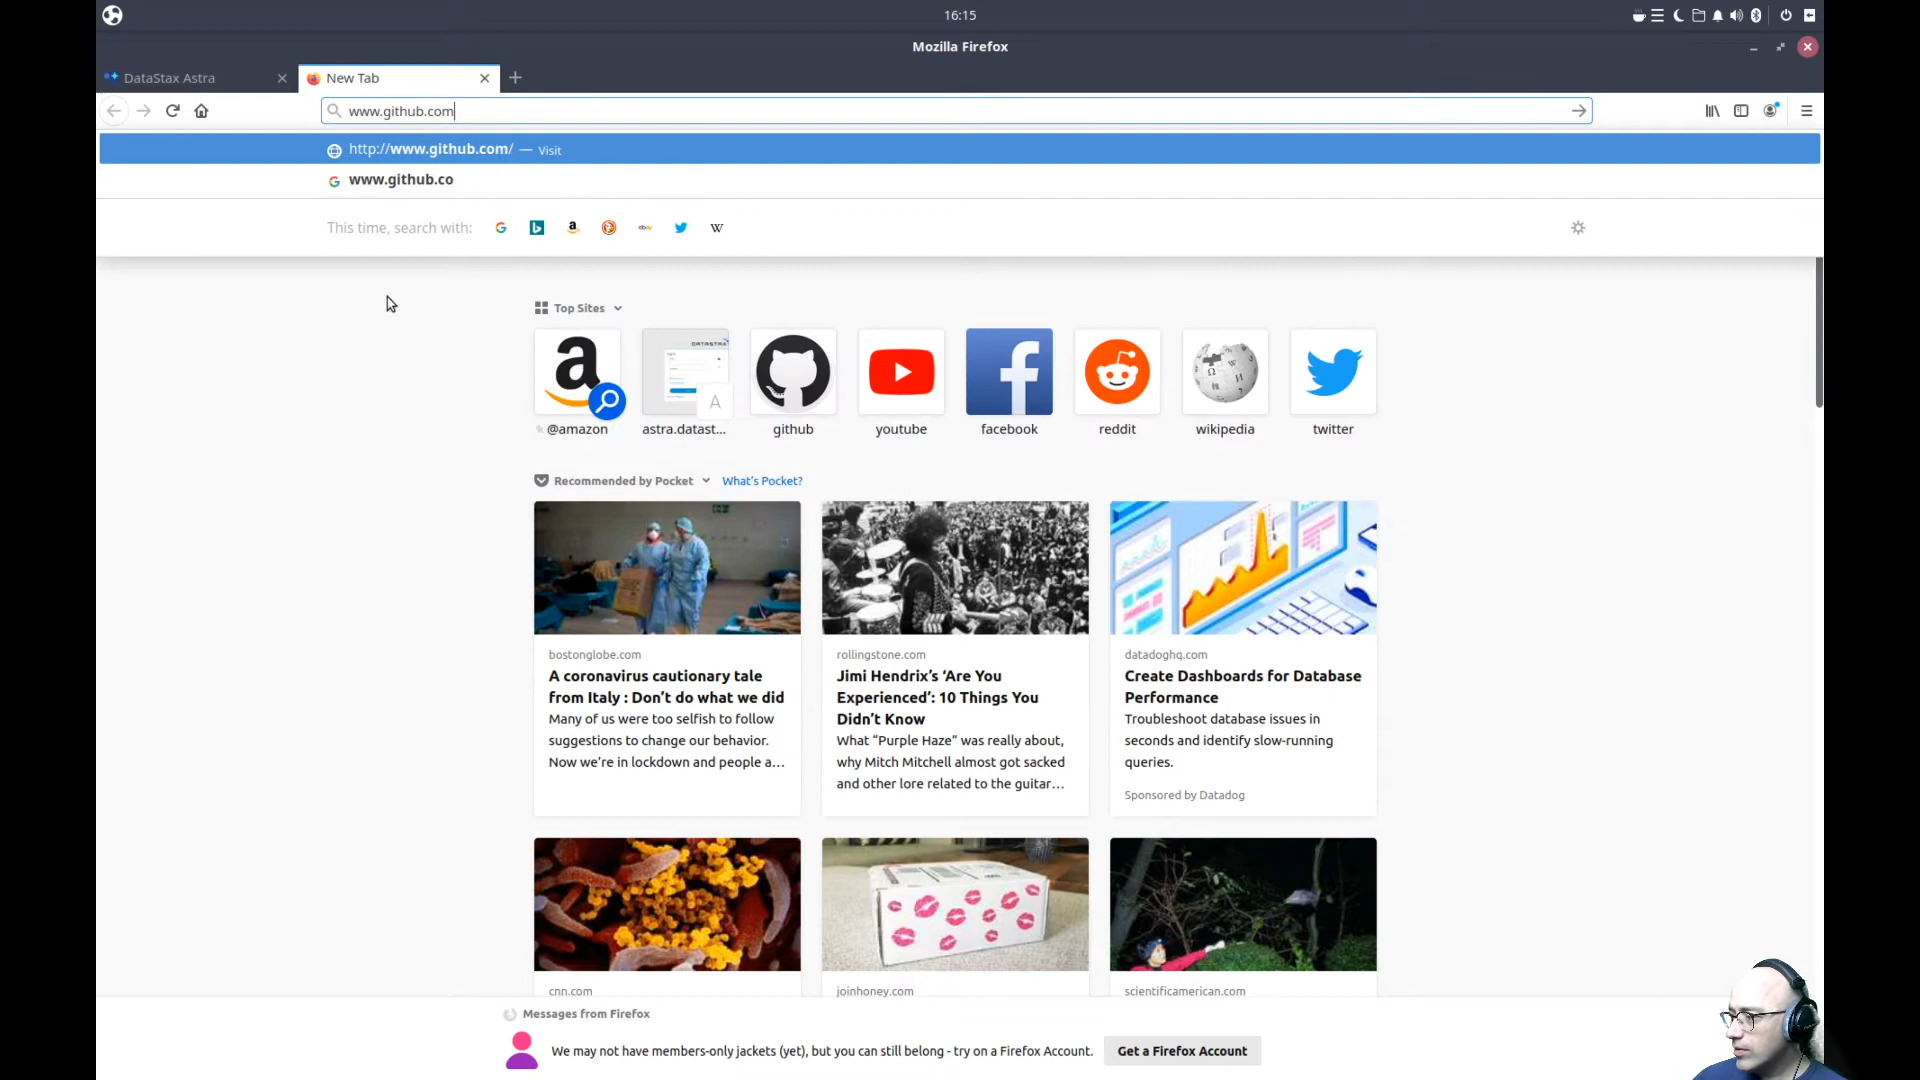 16:15
Mozilla Firefox
DataStax Astra
New Tab
www.github.com
http://www.github.com/ — Visit
www.github.co
This time, search with:
Top Sites
@amazon
astra.datast...
github
youtube
facebook
reddit
wikipedia
twitter
Recommended by Pocket
What's Pocket?
bostonglobe.com
A coronavirus cautionary tale
from Italy : Don't do what we did
Many of us were too selfish to follow
suggestions to change our behavior.
Now we're in lockdown and people a...
rollingstone.com
Jimi Hendrix's ‘Are You
Experienced’: 10 Things You
Didn't Know
What “Purple Haze” was really about,
why Mitch Mitchell almost got sacked
and other lore related to the guitar...
datadoghq.com
Create Dashboards for Database
Performance
Troubleshoot database issues in
seconds and identify slow-running
queries.
Sponsored by Datadog
cnn.com
joinhoney.com
scientificamerican.com
Messages from Firefox
We may not have members-only jackets (yet), but you can still belong - try on a Firefox Account.
Get a Firefox Account